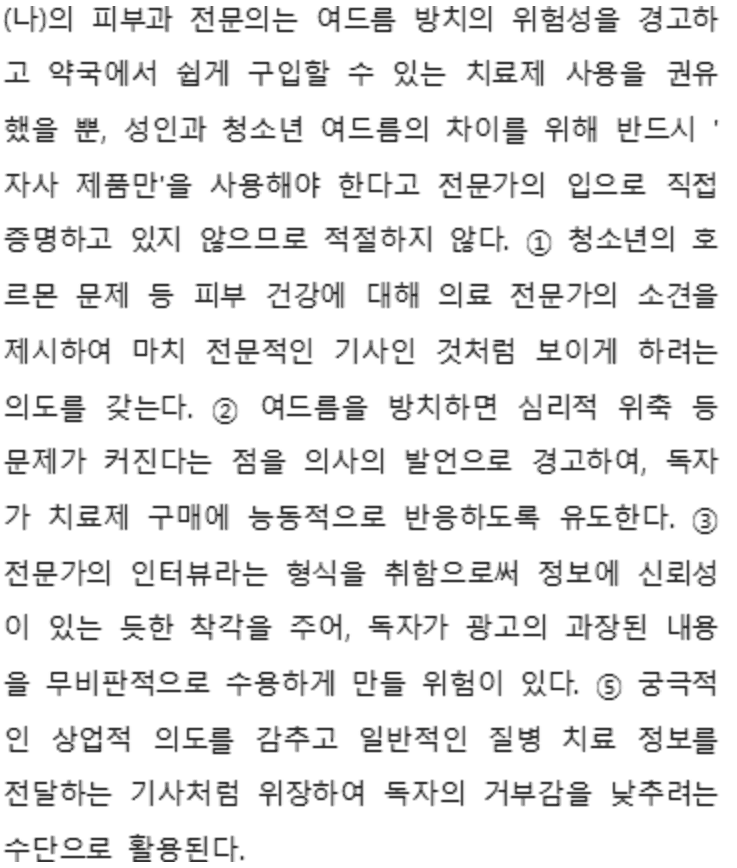 (나)의 피부과 전문의는 여드름 방치의 위험성을 경고하
고 약국에서 쉽게 구입할 수 있는 치료제 사용을 권유
했을 뿐, 성인과 청소년 여드름의 차이를 위해 반드시 '
자사 제품만'을 사용해야 한다고 전문가의 입으로 직접
증명하고 있지 않으므로 적절하지 않다. ① 청소년의 호
르몬 문제 등 피부 건강에 대해 의료 전문가의 소견을
제시하여 마치 전문적인 기사인 것처럼 보이게 하려는
의도를 갖는다. ② 여드름을 방치하면 심리적 위축 등
문제가 커진다는 점을 의사의 발언으로 경고하여, 독자
가 치료제 구매에 능동적으로 반응하도록 유도한다. ③
전문가의 인터뷰라는 형식을 취함으로써 정보에 신뢰성
이 있는 듯한 착각을 주어, 독자가 광고의 과장된 내용
을 무비판적으로 수용하게 만들 위험이 있다. ⑤ 궁극적
인 상업적 의도를 감추고 일반적인 질병 치료 정보를
전달하는 기사처럼 위장하여 독자의 거부감을 낮추려는
수단으로 활용된다.